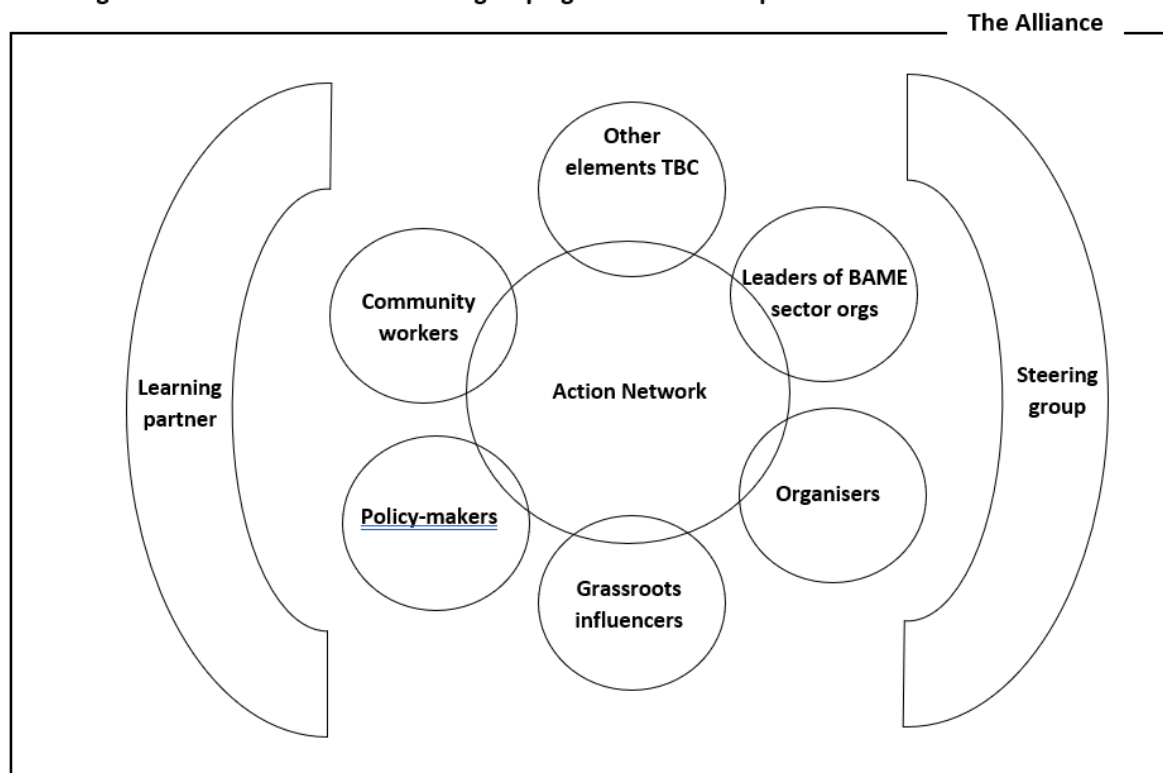 The Alliance
Other
elements TBC
Leaders of BAME
sector orgs
Community
workers
Action Network
Learning
partner
Steering
group
Organisers
Policy-makers
Grassroots
influencers